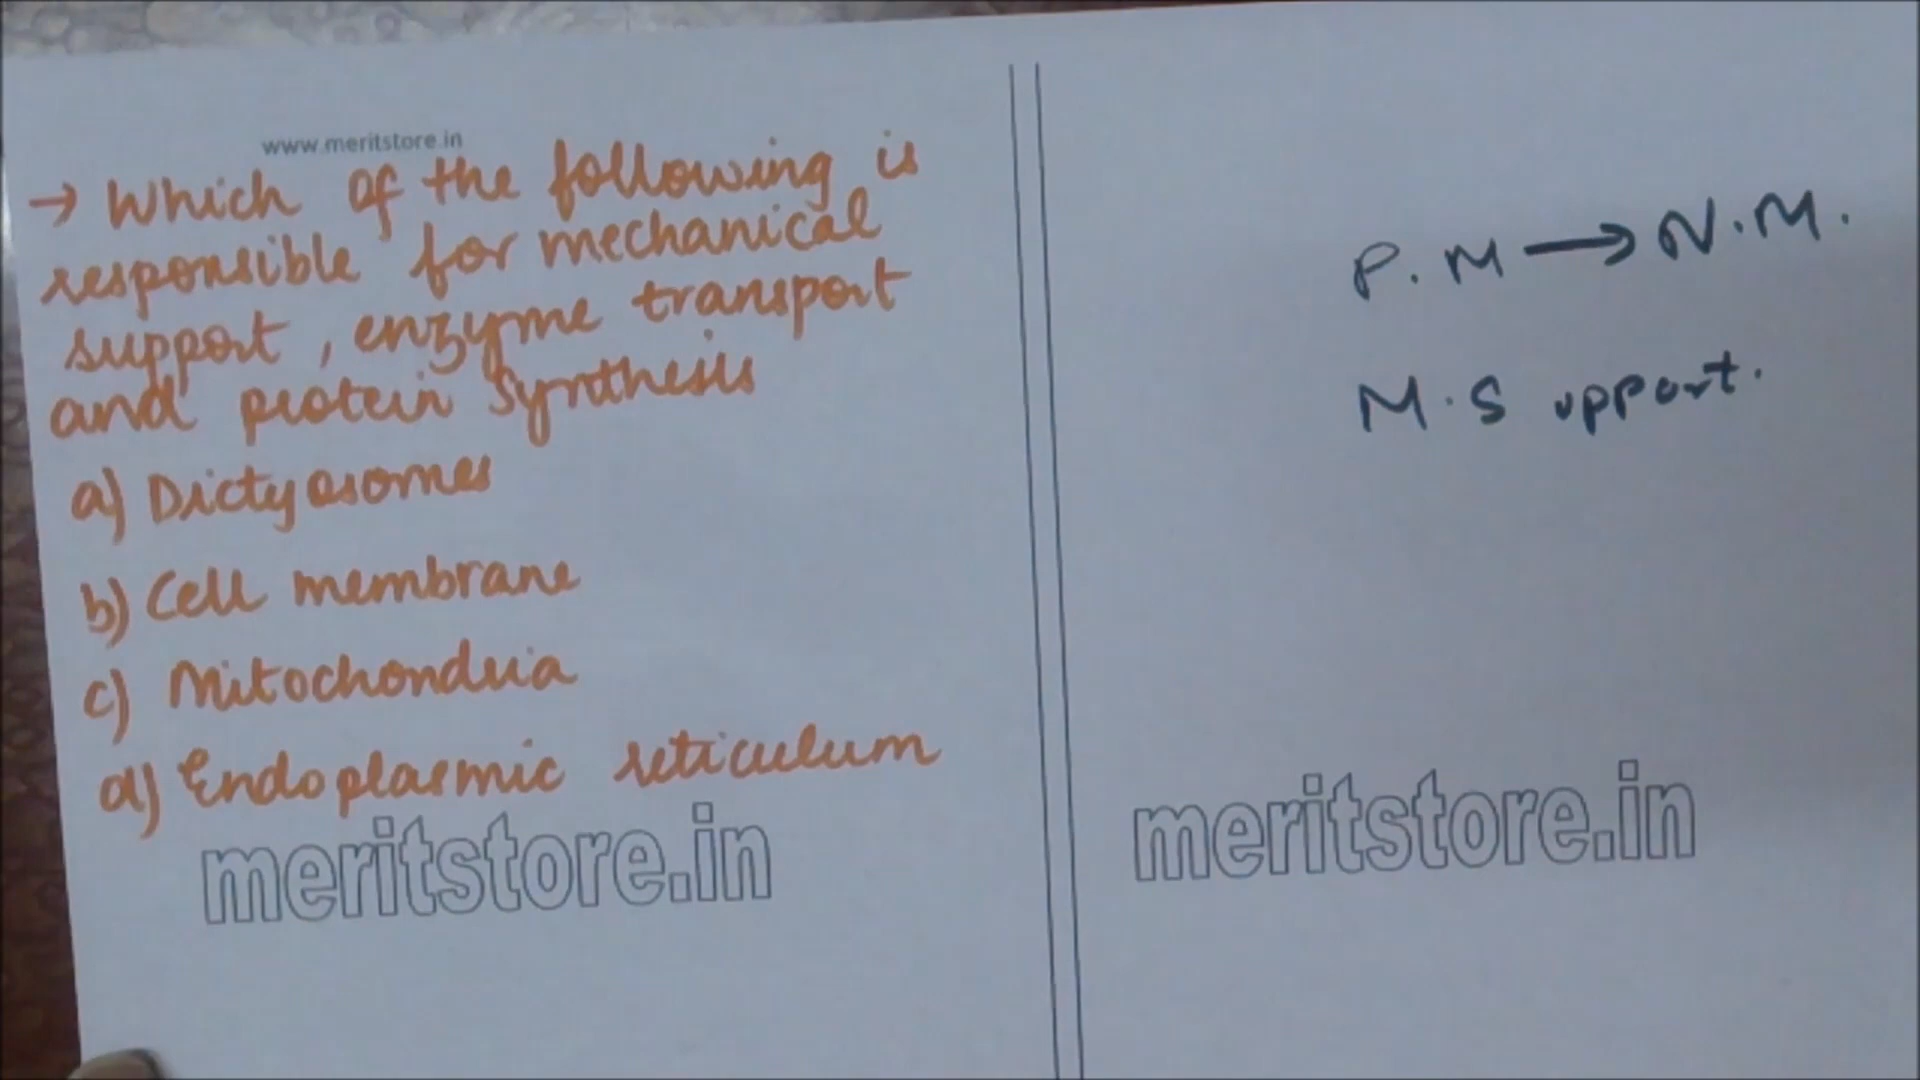 www.meritstore.in
→ Which of the following is
responsible for mechanical
support, enzyme transport
and protein synthesis
a) Dictyosomes
b) Cell membrane
c) Mitochondria
d) Endoplasmic reticulum
meritstore.in
P.M → N.M.
M.Support.
meritstore.in